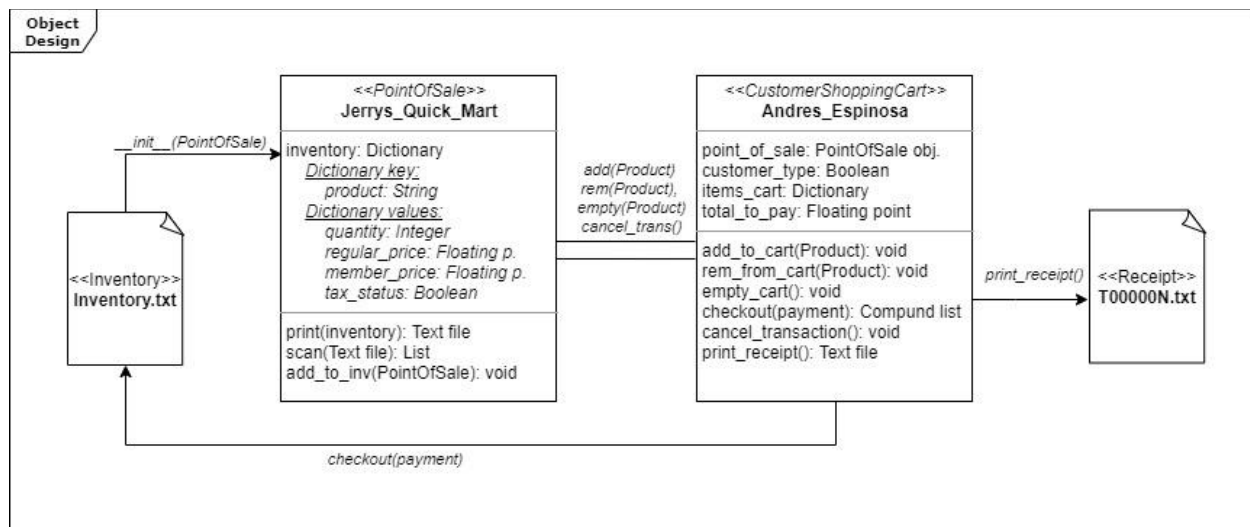 Object
Design
<<PointOfSale>>
Jerrys_Quick_Mart
inventory: Dictionary
Dictionary key:
product: String
Dictionary values:
quantity: Integer
regular_price: Floating p.
member_price: Floating p.
tax_status: Boolean
print(inventory): Text file
scan(Text file): List
add_to_inv(PointOfSale): void
<<CustomerShoppingCart>>
Andres_Espinosa
point_of_sale: PointOfSale obj.
customer_type: Boolean
items_cart: Dictionary
total_to_pay: Floating point
add_to_cart(Product): void
rem_from_cart(Product): void
empty_cart(): void
checkout(payment): Compund list
cancel_transaction(): void
print_receipt(): Text file
__init__(PointOfSale)
add(Product)
rem(Product),
empty(Product)
cancel_trans()
<<Inventory>>
Inventory.txt
print_receipt()
<<Receipt>>
T00000N.txt
checkout(payment)